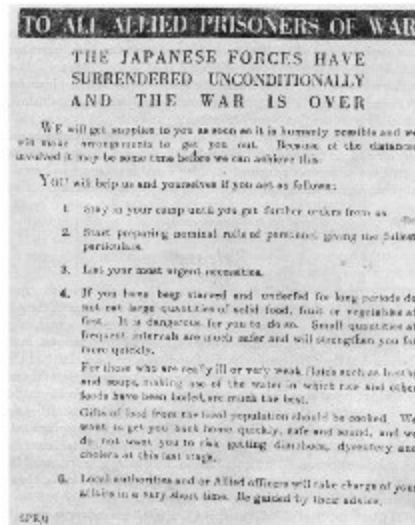 TO ALL ALLIED PRISONERS OF WAR
THE JAPANESE FORCES HAVE
SURRENDERED UNCONDITIONALLY
AND THE WAR IS OVER
WE will get supplies to you as soon as it is humanly possible and we
will make arrangements to get you out. Because of the distances
involved it may be some time before we can achieve this.
YOU will help us and yourselves if you act as follows:
1. Stay in your camp until you get further orders from us.
2. Start preparing nominal rolls of personnel giving the fullest
particulars.
3. List your most urgent necessities.
4. If you have been starved and underfed for long periods do
not eat large quantities of solid food, fruit or vegetables at
first. It is dangerous for you to do so. Small quantities at
frequent intervals are much safer and will strengthen you far
more quickly.
For those who are really ill or very weak fluids such as broths
and soups, making use of the water in which rice and other
foods have been boiled, are much the best.
Gifts of food from the local population should be cooked. We
want to get you back home quickly, safe and sound, and we
do not want you to risk getting diarrhoea, dysentery and
cholera at this last stage.
5. Local authorities and or Allied officers will take charge of your
affairs in a very short time. Be guided by their advice.